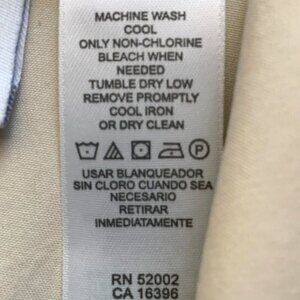 MACHINE WASH
COOL
ONLY NON-CHLORINE
BLEACH WHEN
NEEDED
TUMBLE DRY LOW
REMOVE PROMPTLY
COOL IRON
OR DRY CLEAN
P
USAR BLANQUEADOR
SIN CLORO CUANDO SEA
NECESARIO
RETIRAR
INMEDIATAMENTE
RN 52002
CA 16396